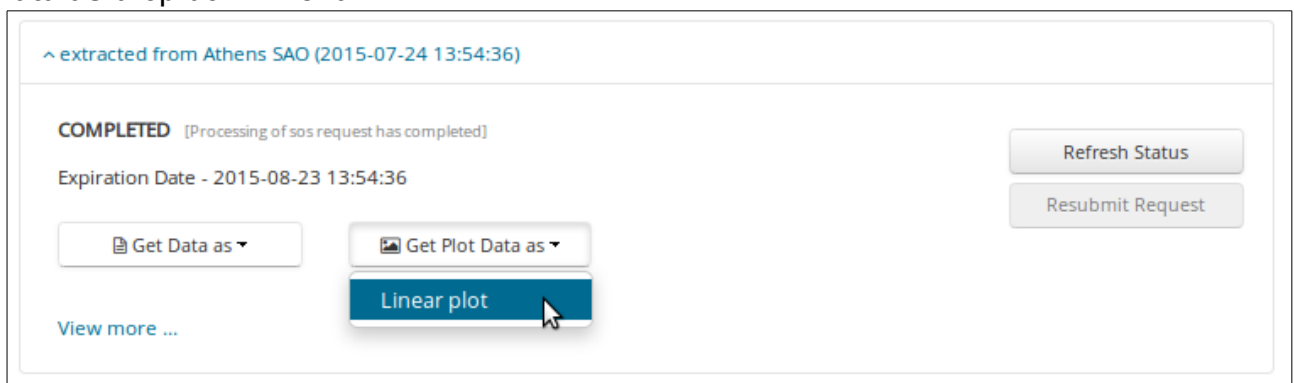 ^ extracted from Athens SAO (2015-07-24 13:54:36)
COMPLETED [Processing of sos request has completed]
Expiration Date - 2015-08-23 13:54:36
Refresh Status
Resubmit Request
Get Data as
Get Plot Data as
Linear plot
View more ...